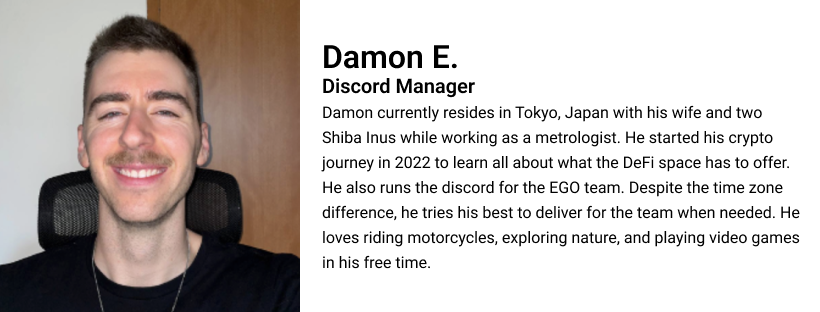 Damon E.
Discord Manager
Damon currently resides in Tokyo, Japan with his wife and two
Shiba Inus while working as a metrologist. He started his crypto
journey in 2022 to learn all about what the DeFi space has to offer.
He also runs the discord for the EGO team. Despite the time zone
difference, he tries his best to deliver for the team when needed. He
loves riding motorcycles, exploring nature, and playing video games
in his free time.